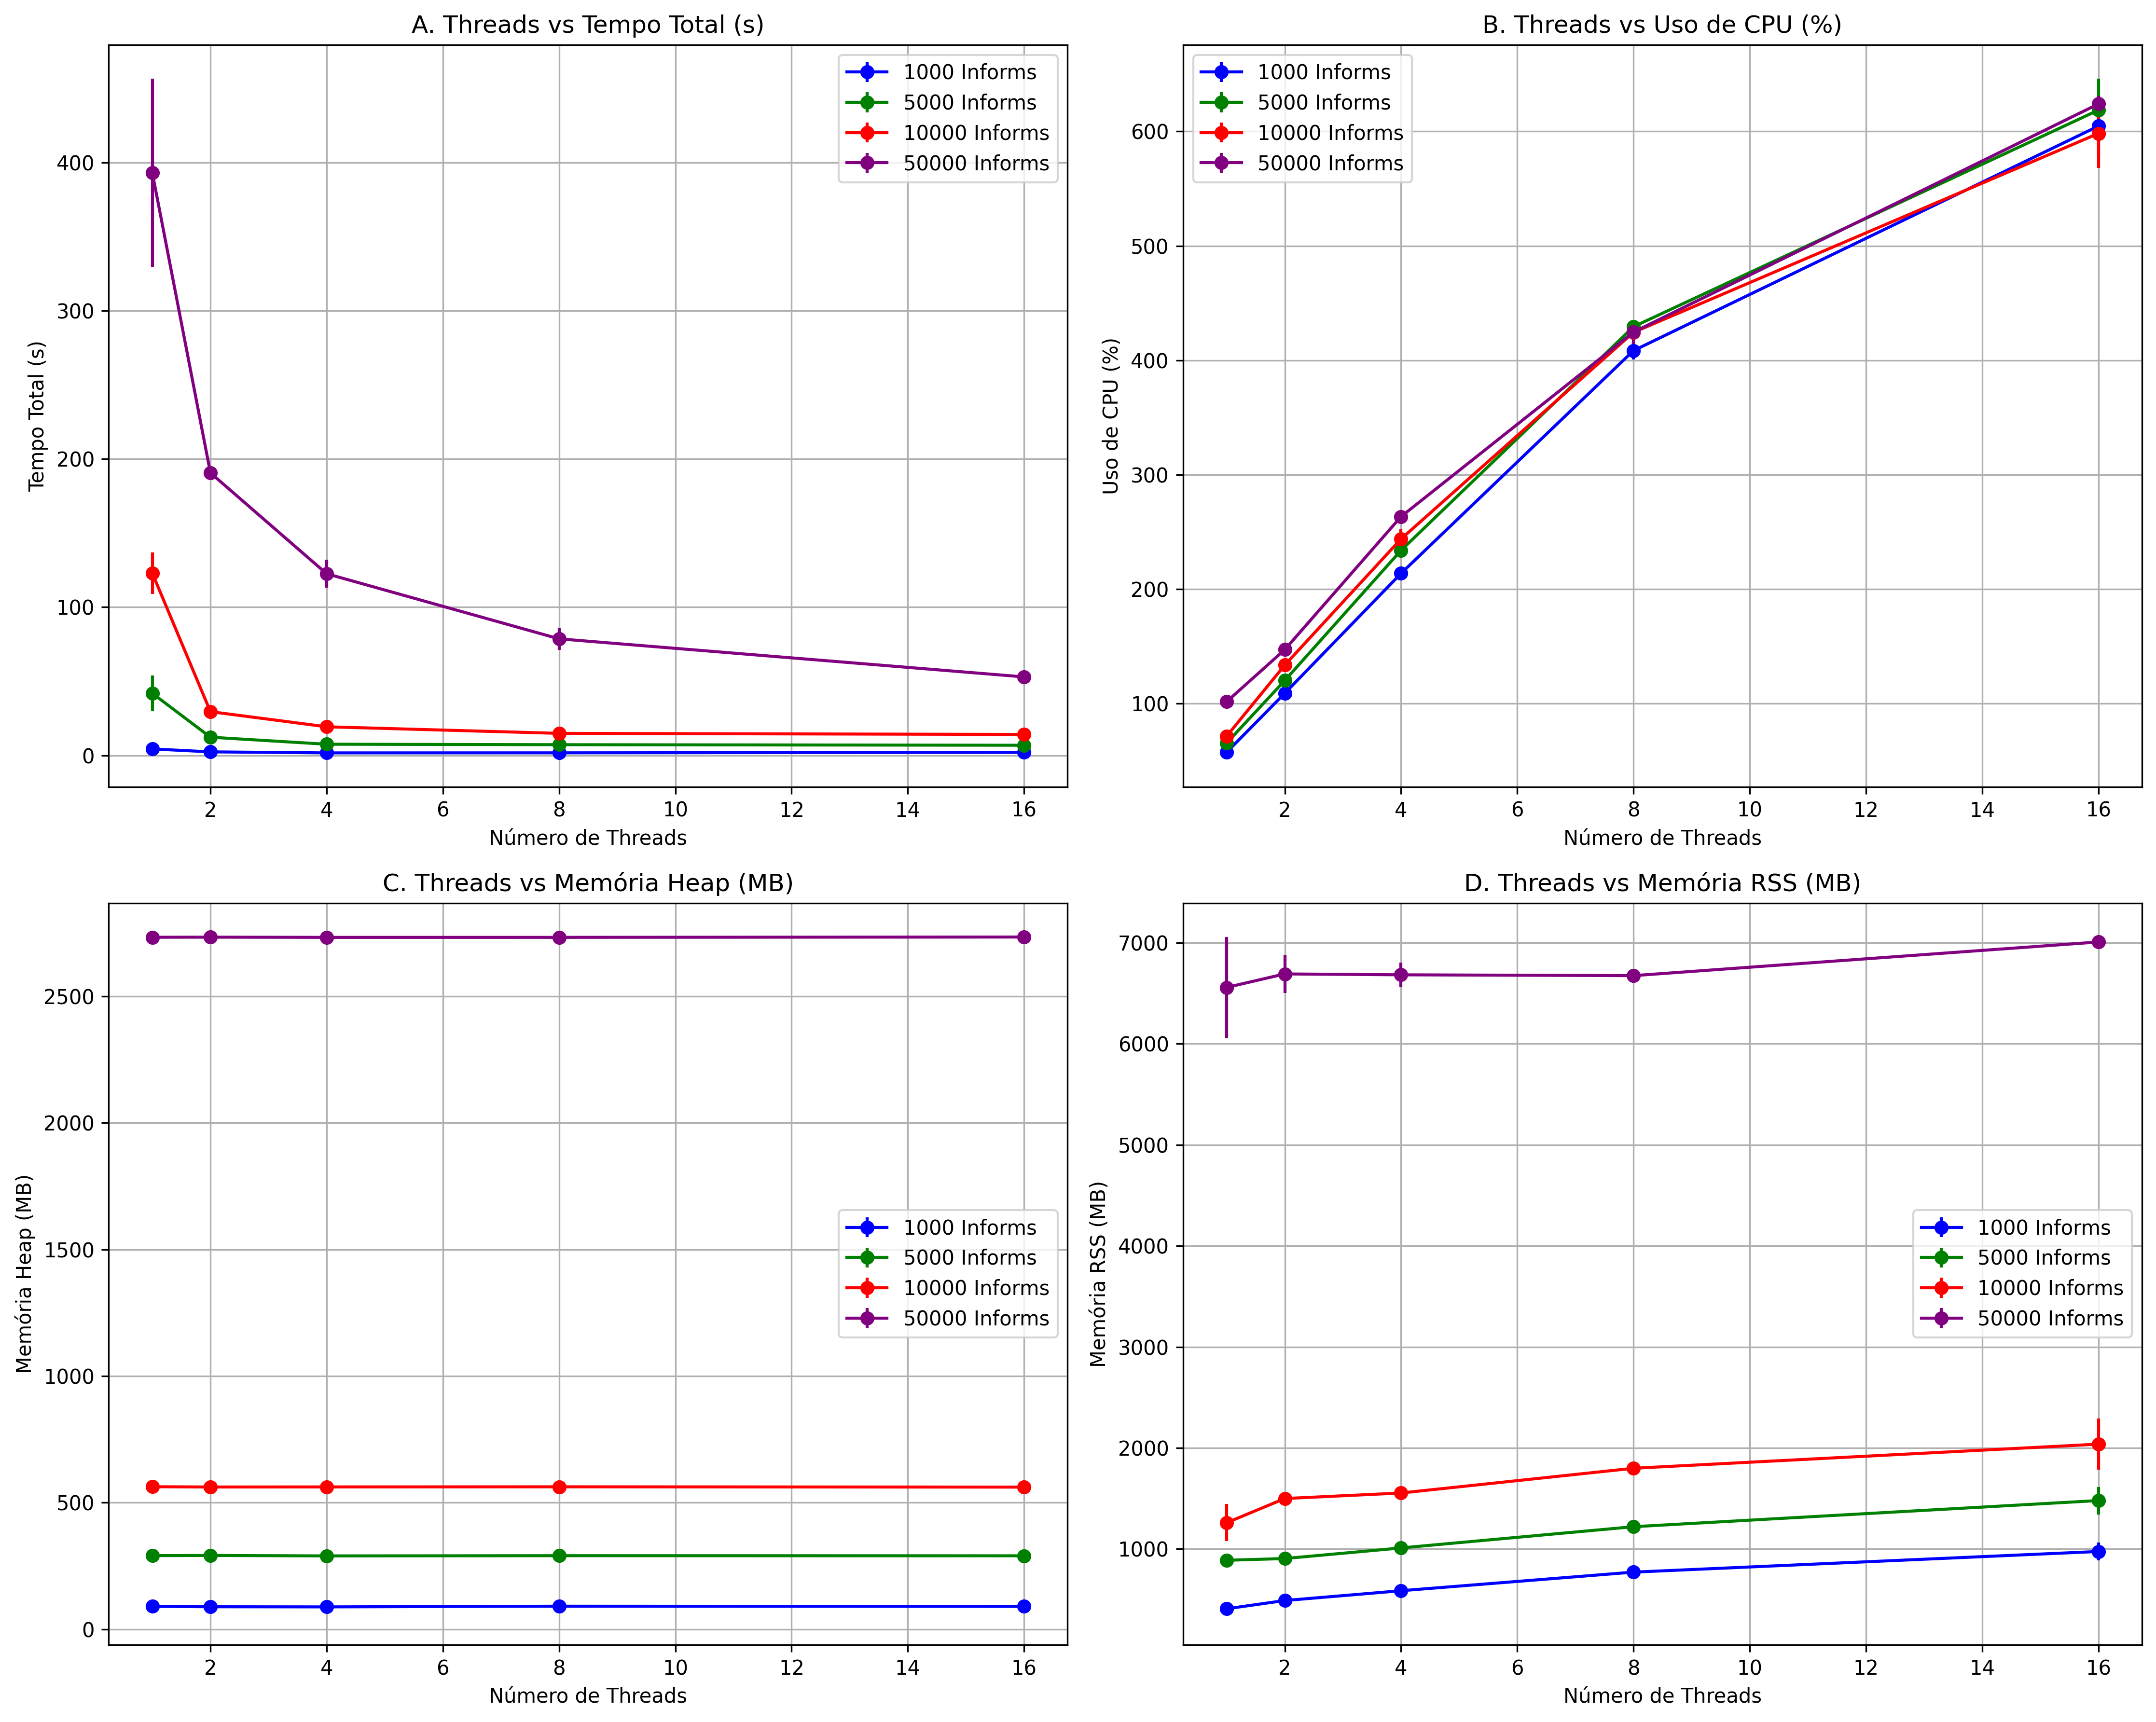 A. Threads vs Tempo Total (s)
Tempo Total (s)
400
300
200
100
0
1000 Informs
5000 Informs
10000 Informs
50000 Informs
2 4 6 8 10 12 14 16
Número de Threads
B. Threads vs Uso de CPU (%)
Uso de CPU (%)
600
500
400
300
200
100
1000 Informs
5000 Informs
10000 Informs
50000 Informs
2 4 6 8 10 12 14 16
Número de Threads
C. Threads vs Memória Heap (MB)
Memória Heap (MB)
2500
2000
1500
1000
500
0
1000 Informs
5000 Informs
10000 Informs
50000 Informs
2 4 6 8 10 12 14 16
Número de Threads
D. Threads vs Memória RSS (MB)
Memória RSS (MB)
7000
6000
5000
4000
3000
2000
1000
1000 Informs
5000 Informs
10000 Informs
50000 Informs
2 4 6 8 10 12 14 16
Número de Threads